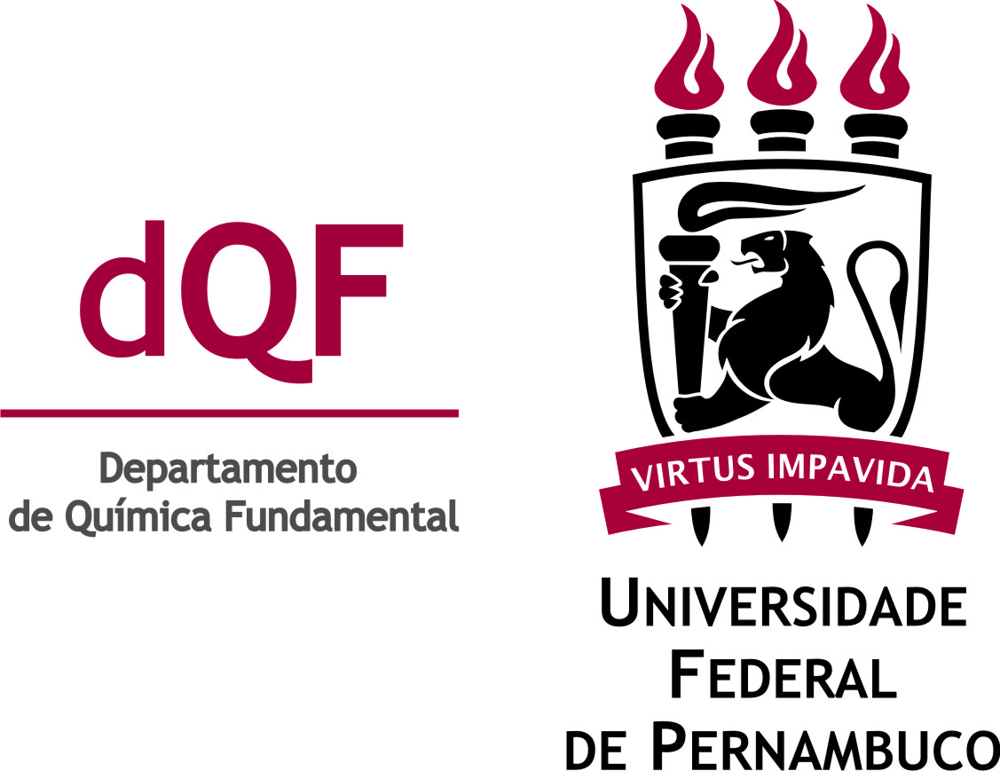 dQF
Departamento
de Química Fundamental
VIRTUS IMPAVIDA
UNIVERSIDADE
FEDERAL
DE PERNAMBUCO